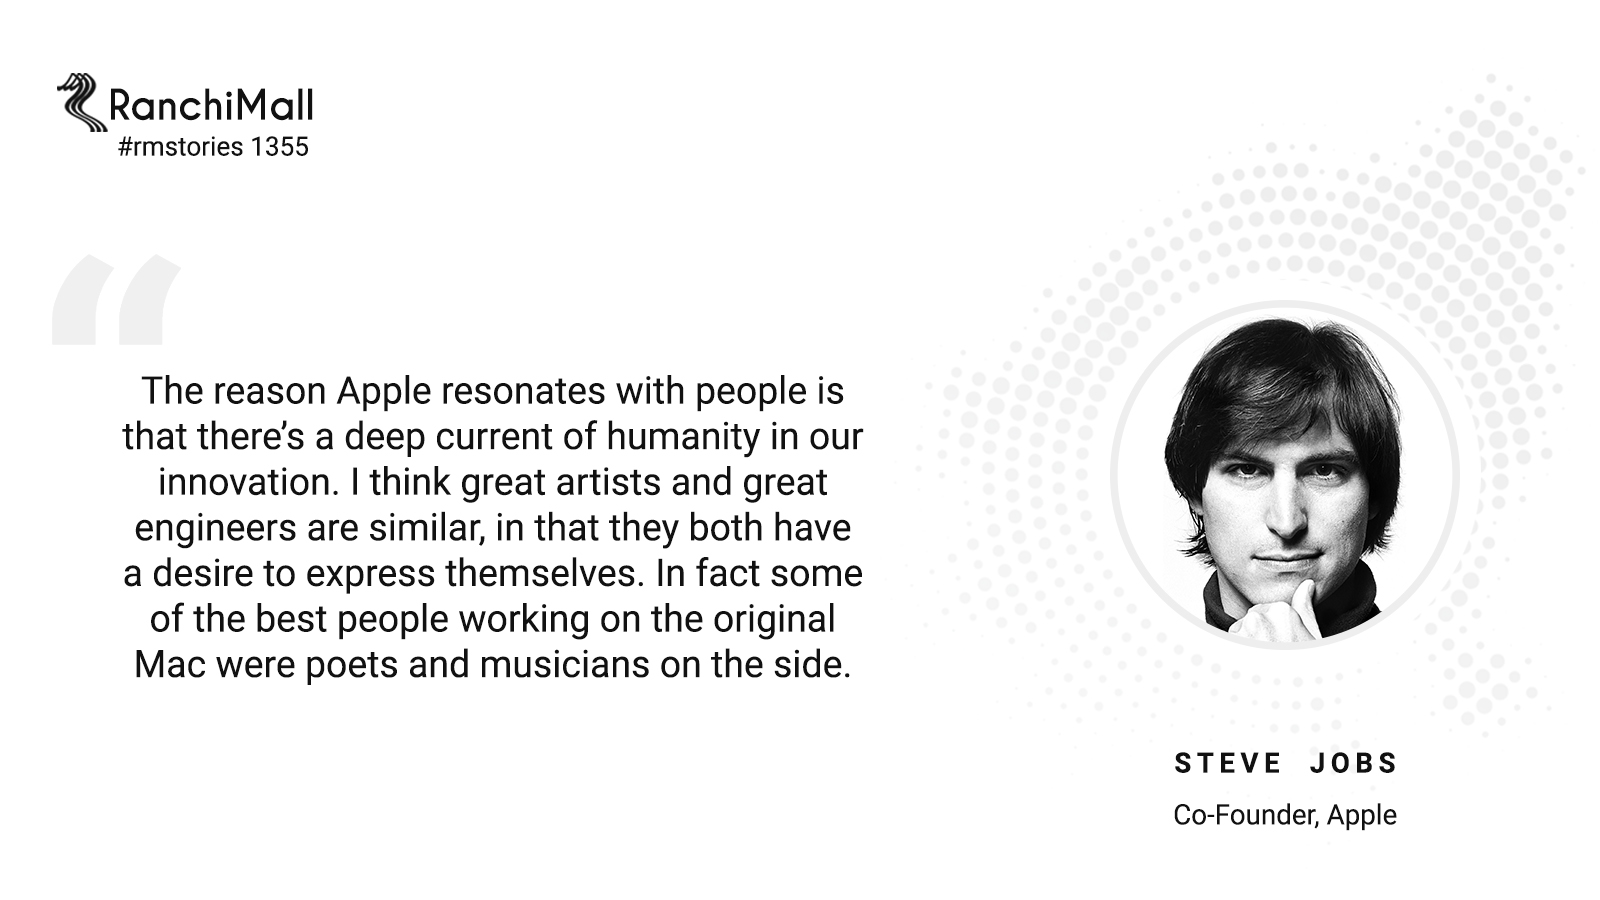 RanchiMall
#rmstories 1355
The reason Apple resonates with people is
that there’s a deep current of humanity in our
innovation. I think great artists and great
engineers are similar, in that they both have
a desire to express themselves. In fact some
of the best people working on the original
Mac were poets and musicians on the side.
STEVE JOBS
Co-Founder, Apple